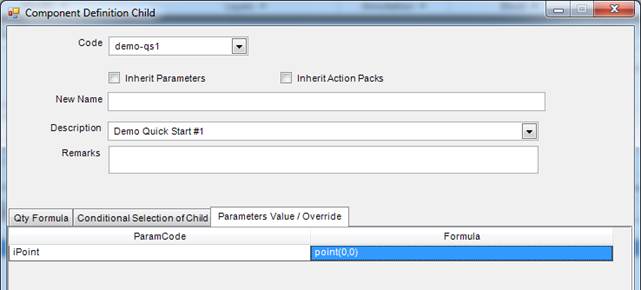 Component Definition Child
Code demo-qs1
Inherit Parameters Inherit Action Packs
New Name
Description Demo Quick Start #1
Remarks
Qty Formula Conditional Selection of Child Parameters Value / Override
ParamCode Formula
iPoint point(0,0)